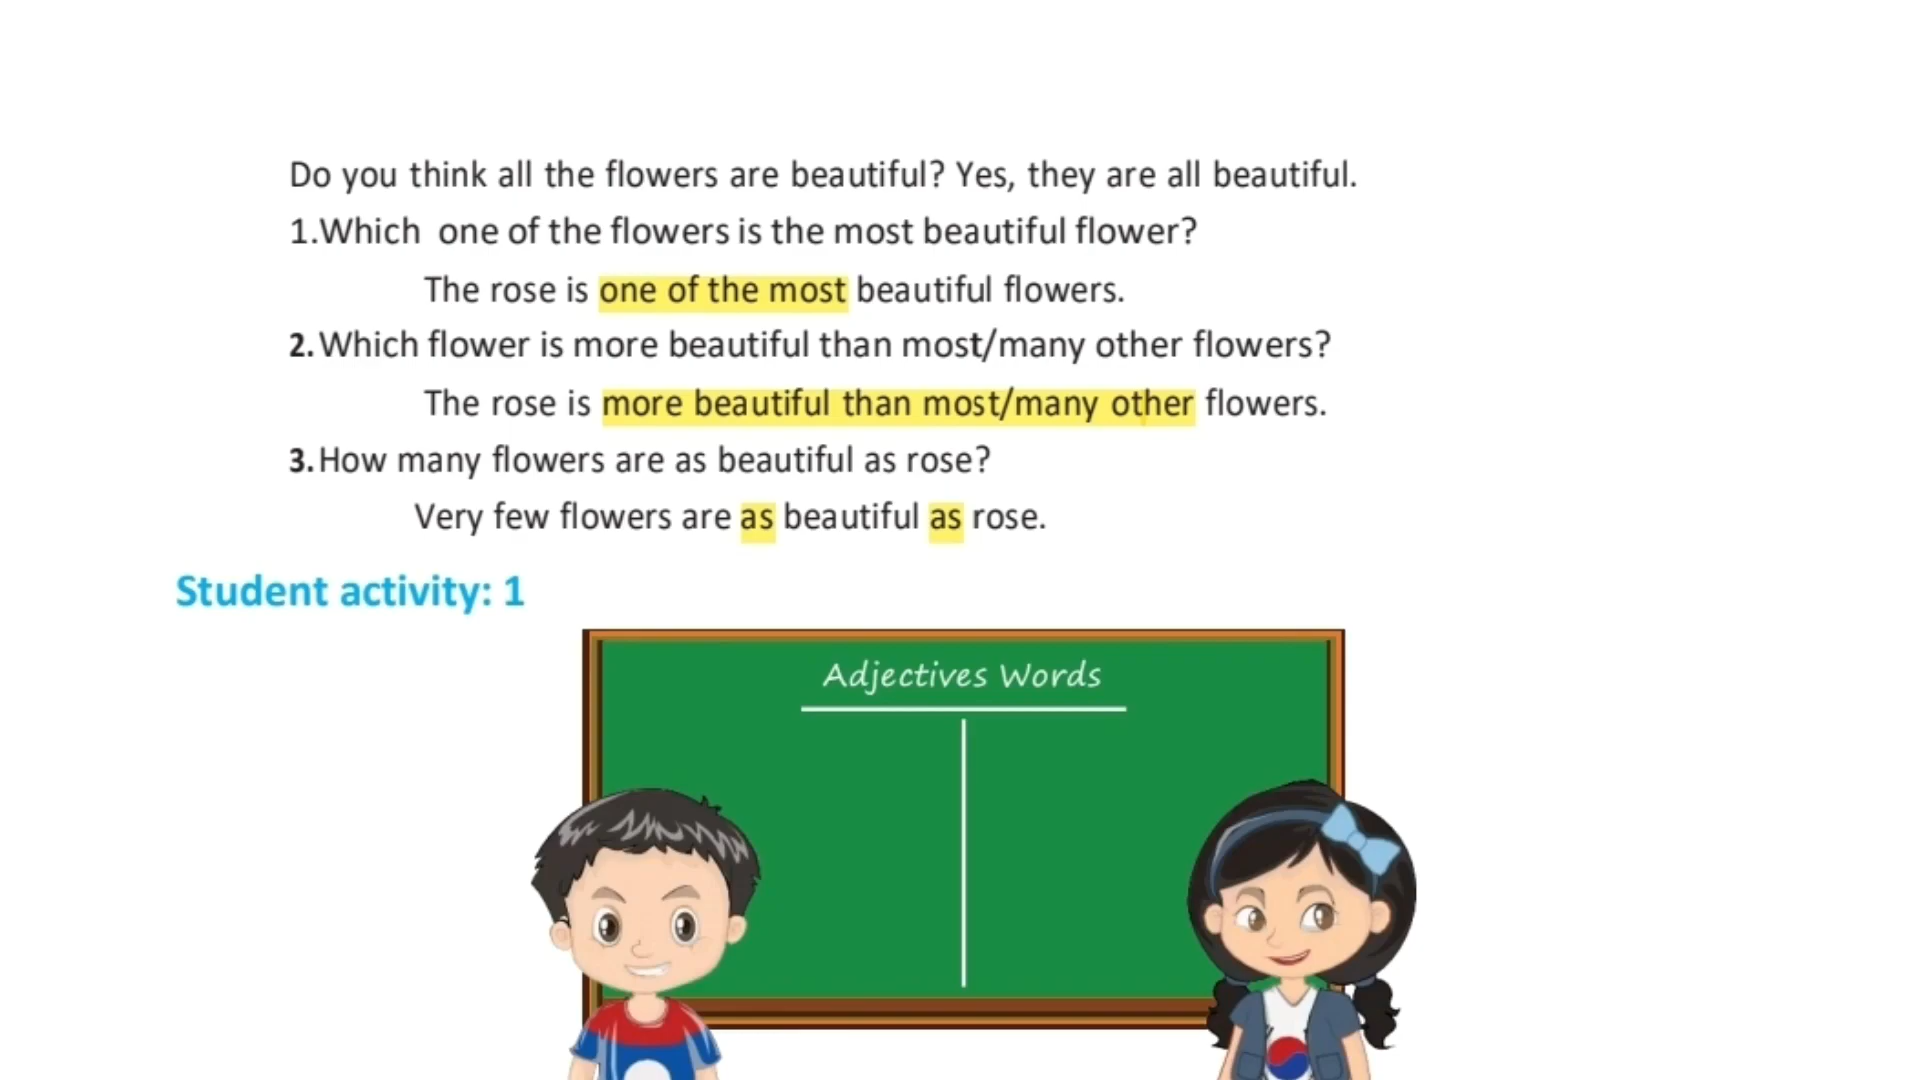 Do you think all the flowers are beautiful? Yes, they are all beautiful.
1.Which one of the flowers is the most beautiful flower?
The rose is one of the most beautiful flowers.
2.Which flower is more beautiful than most/many other flowers?
The rose is more beautiful than most/many other flowers.
3.How many flowers are as beautiful as rose?
Very few flowers are as beautiful as rose.
Student activity: 1
Adjectives Words